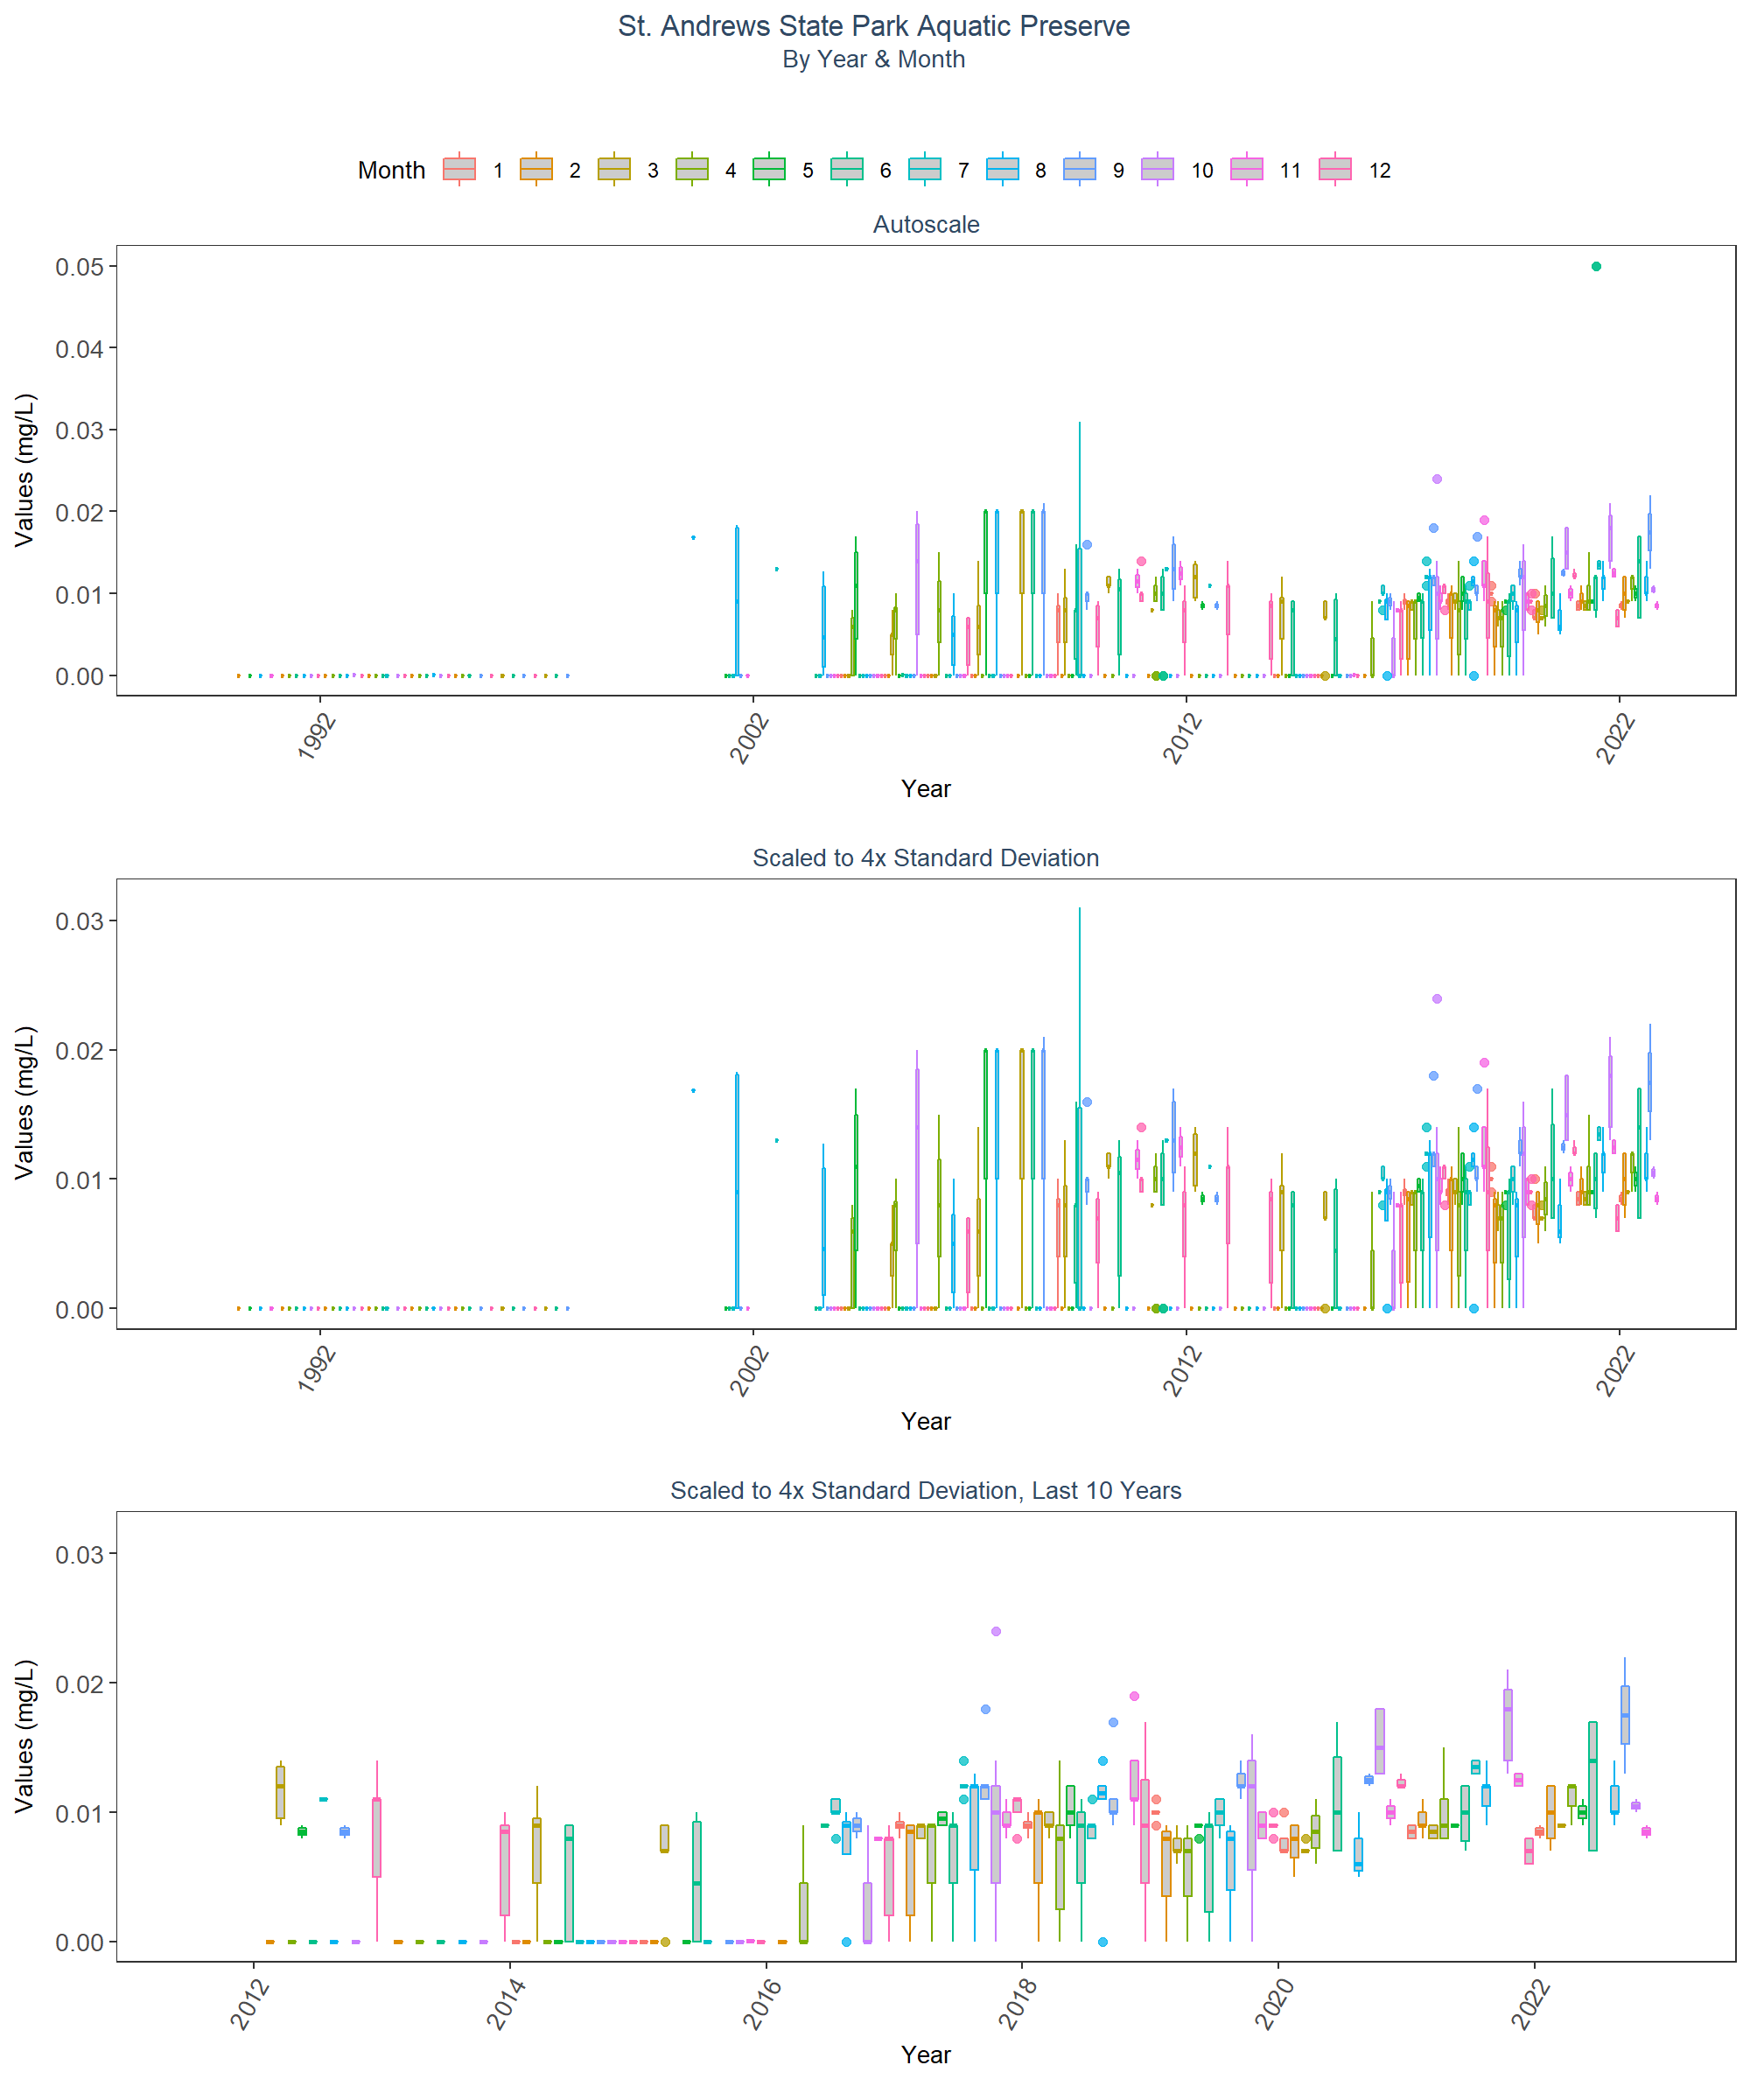 St. Andrews State Park Aquatic Preserve
By Year & Month
Month 1 2 3 4 5 6 7 8 9 10 11 12
Autoscale
0.05
0.04
0.03
0.02
0.01
0.00
Values (mg/L)
1992 2002 2012 2022
Year
Scaled to 4x Standard Deviation
0.03
0.02
0.01
0.00
Values (mg/L)
1992 2002 2012 2022
Year
Scaled to 4x Standard Deviation, Last 10 Years
0.03
0.02
0.01
0.00
Values (mg/L)
2012 2014 2016 2018 2020 2022
Year